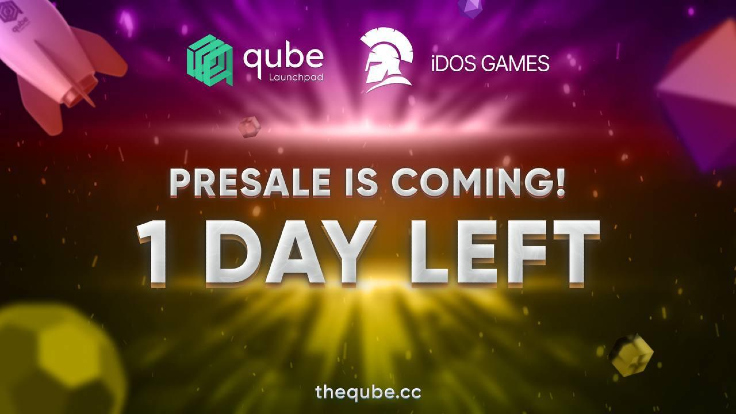 qube
Launchpad
iDOS GAMES
PRESALE IS COMING!
1 DAY LEFT
theqube.cc